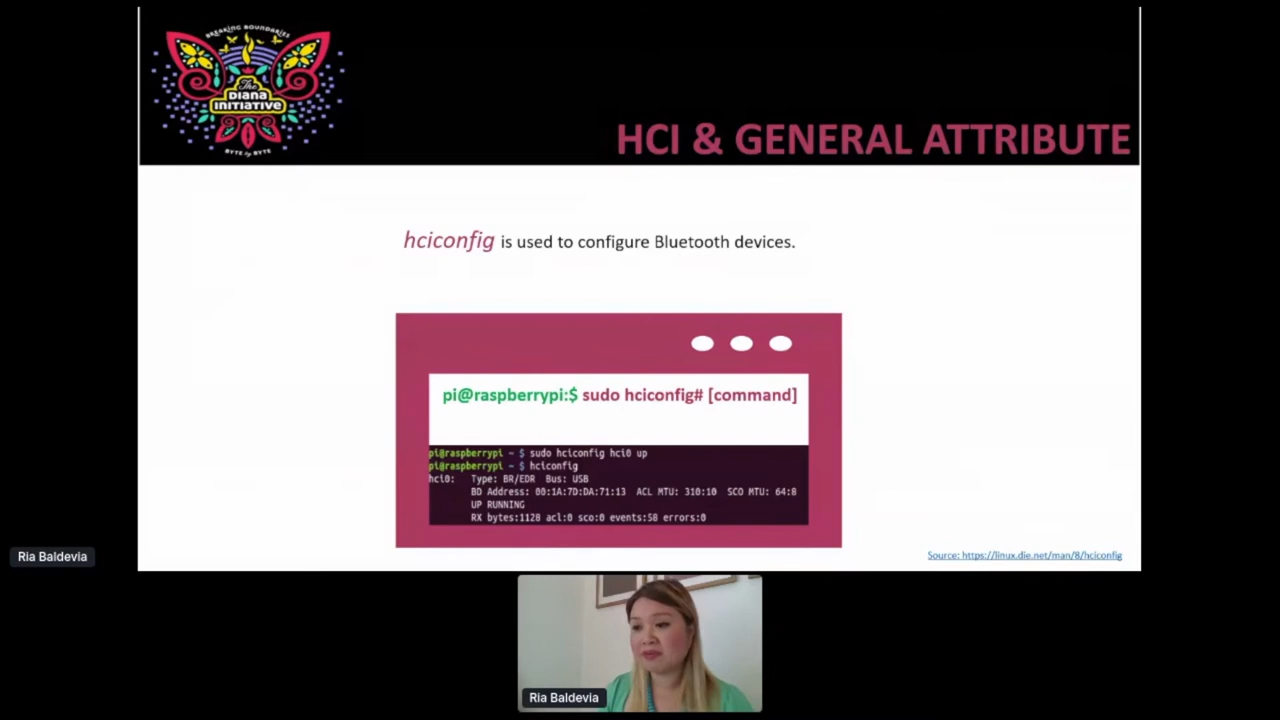 BREAKING BOUNDARIES
The
DIANA
INITIATIVE
BYTE by BYTE
HCI & GENERAL ATTRIBUTE
hciconfig is used to configure Bluetooth devices.
pi@raspberrypi:$ sudo hciconfig# [command]
pi@raspberrypi ~ $ sudo hciconfig hci0 up
pi@raspberrypi ~ $ hciconfig
hci0: Type: BR/EDR Bus: USB
BD Address: 00:1A:7D:DA:71:13 ACL MTU: 310:10 SCO MTU: 64:8
UP RUNNING
RX bytes:1128 acl:0 sco:0 events:58 errors:0
Source: https://linux.die.net/man/8/hciconfig
Ria Baldevia
Ria Baldevia